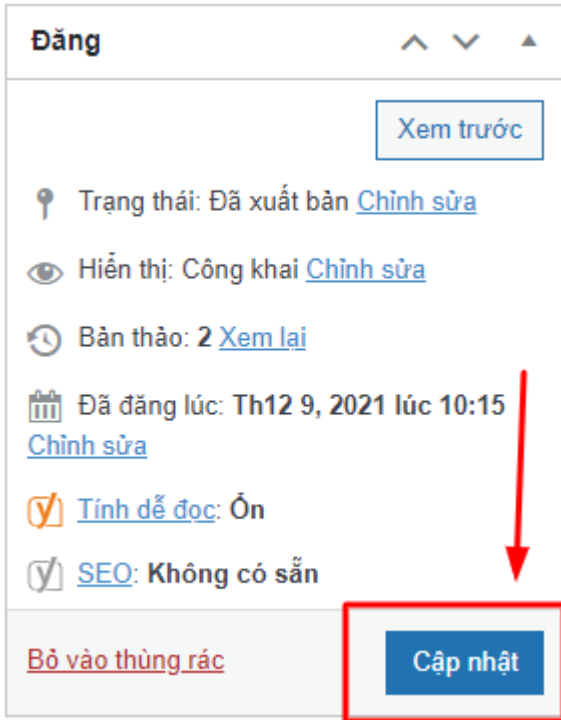 Đăng
Xem trước
Trạng thái: Đã xuất bản Chỉnh sửa
Hiển thị: Công khai Chỉnh sửa
Bản thảo: 2 Xem lại
Đã đăng lúc: Th12 9, 2021 lúc 10:15
Chỉnh sửa
Tính dễ đọc: Ổn
SEO: Không có sẵn
Bỏ vào thùng rác
Cập nhật